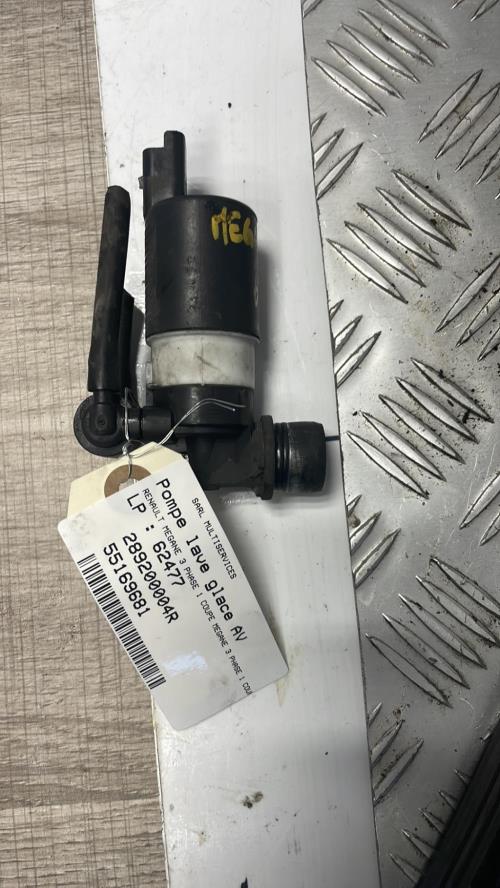 MEG
SARL MULTISERVICES
Pompe lave glace AV
RENAULT MEGANE 3 PHASE 1 COUPE MEGANE 3 PHASE 1 COU
LP : 62477
289200004R
55169681